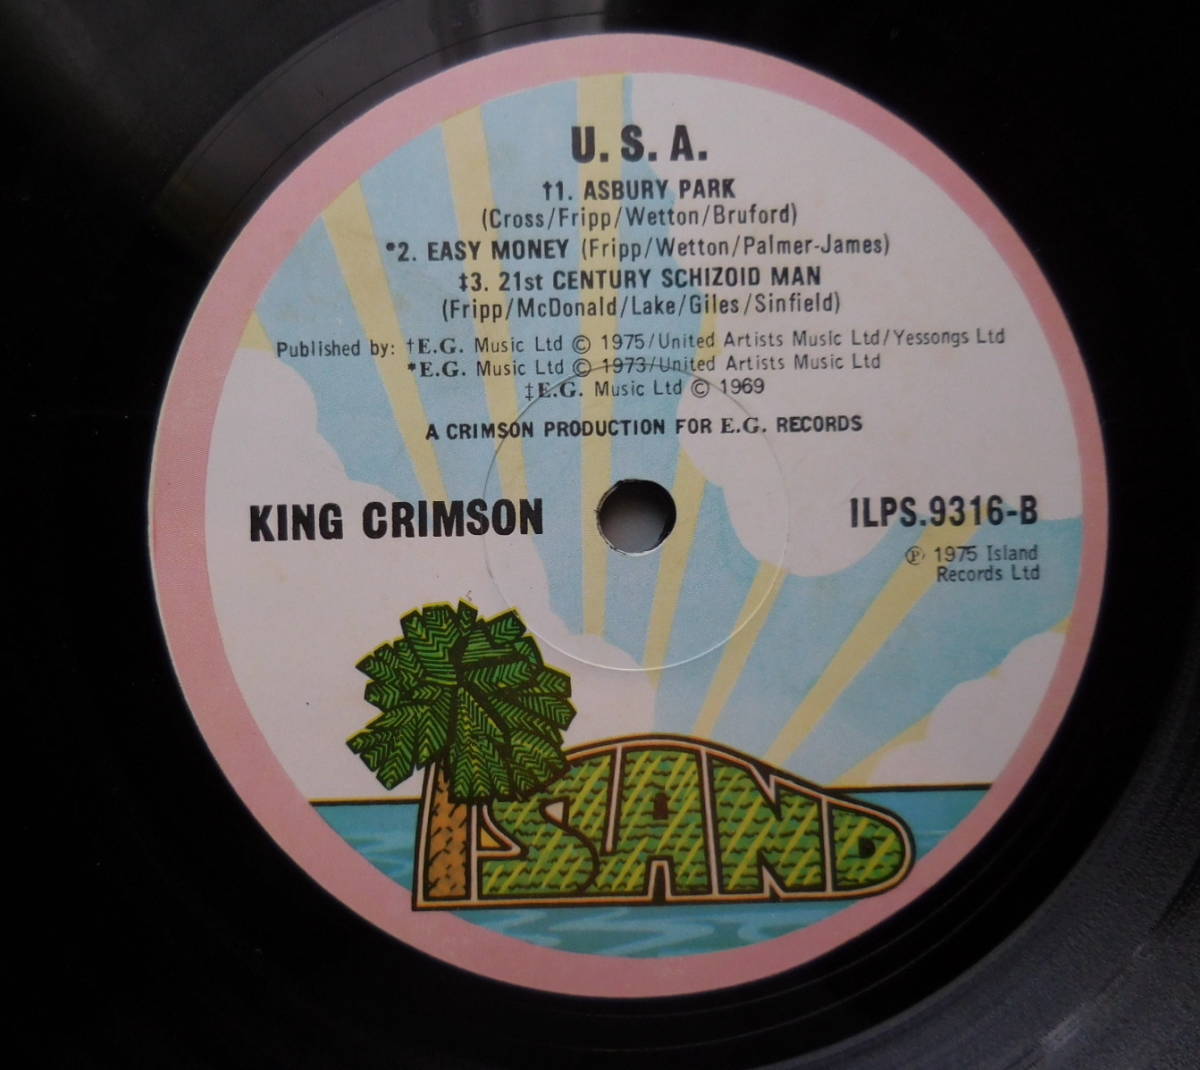 U. S. A.
†1. ASBURY PARK
(Cross/Fripp/Wetton/Bruford)
*2. EASY MONEY (Fripp/Wetton/Palmer-James)
‡3. 21st CENTURY SCHIZOID MAN
(Fripp/McDonald/Lake/Giles/Sinfield)
Published by: †E.G. Music Ltd © 1975/United Artists Music Ltd/Yessongs Ltd
*E.G. Music Ltd © 1973/United Artists Music Ltd
‡E.G. Music Ltd © 1969
A CRIMSON PRODUCTION FOR E.G. RECORDS
KING CRIMSON
ILPS.9316-B
℗ 1975 Island
Records Ltd
ISLAND